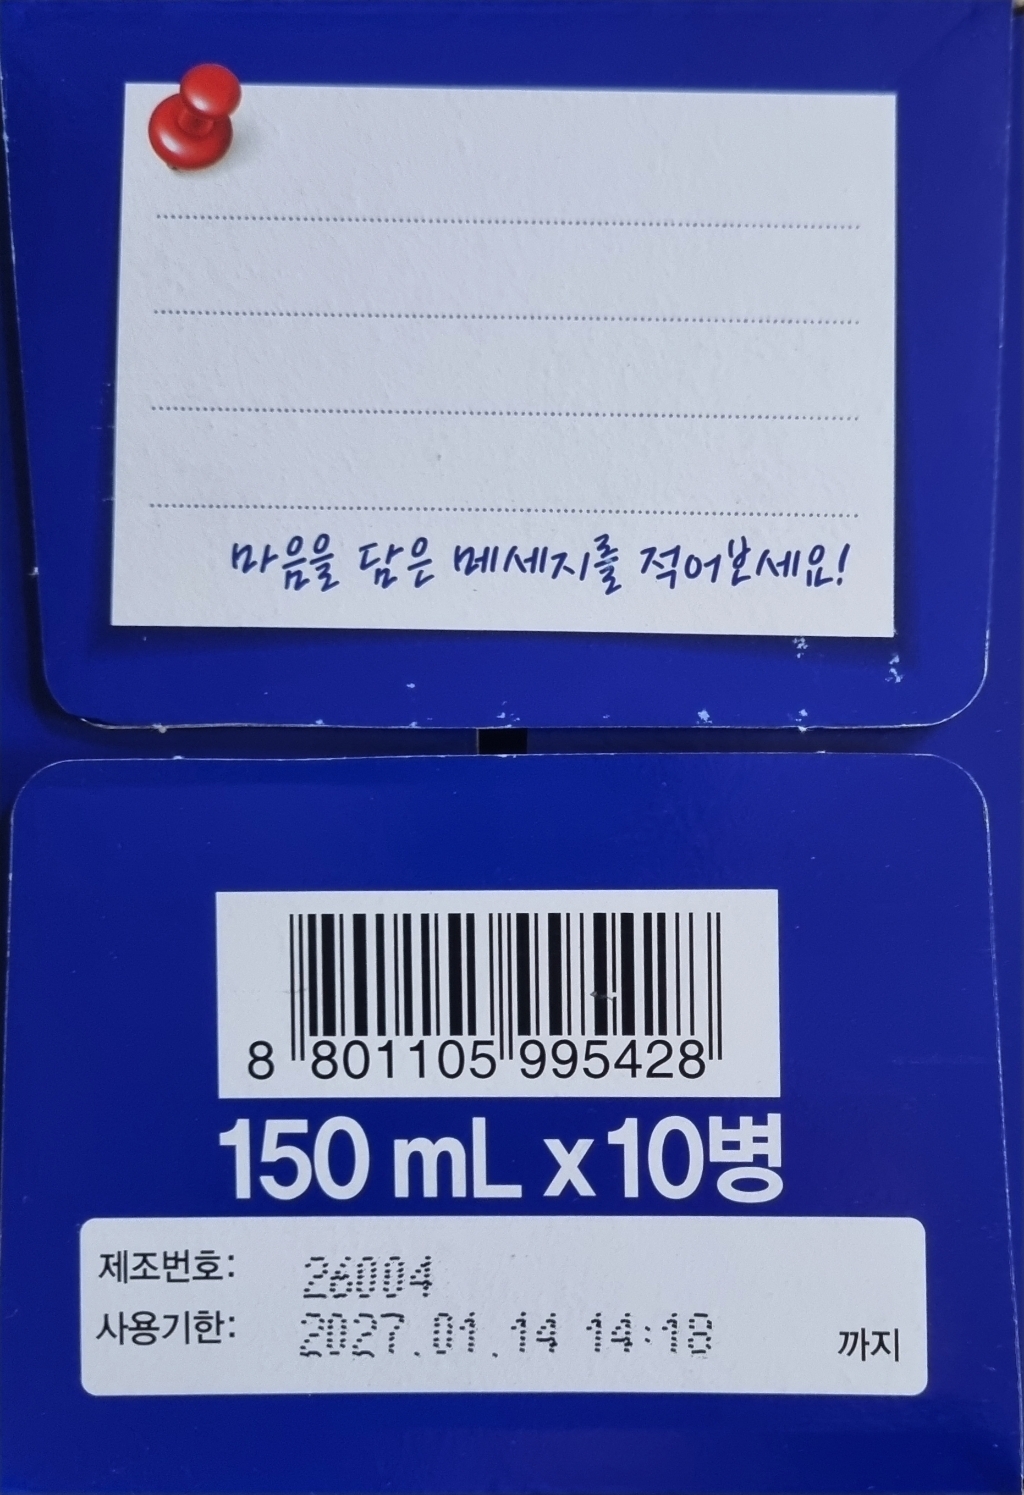 마음을 담은 메세지를 적어보세요!
8 801105 995428
150 mL x10병
제조번호: 26004
사용기한: 2027.01.14 14:18 까지